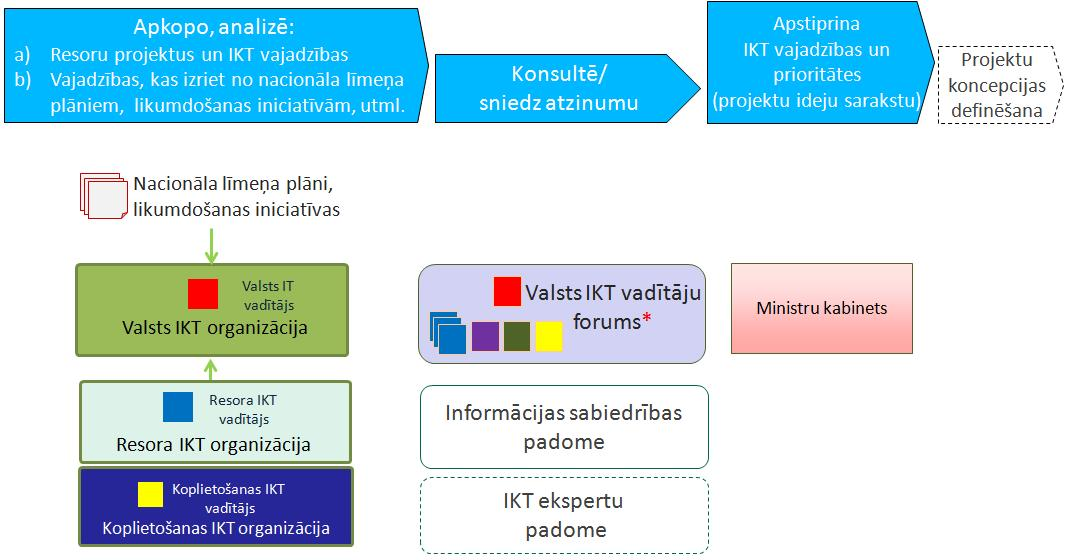 Apkopo, analizē:
a) Resoru projektus un IKT vajadzības
b) Vajadzības, kas izriet no nacionāla līmeņa
plāniem, likumdošanas iniciatīvām, utml.
Konsultē/
sniedz atzinumu
Apstiprina
IKT vajadzības un
prioritātes
(projektu ideju sarakstu)
Projektu
koncepcijas
definēšana
Nacionāla līmeņa plāni,
likumdošanas iniciatīvas
Valsts IT
vadītājs
Valsts IKT organizācija
Valsts IKT vadītāju
forums*
Ministru kabinets
Resora IKT
vadītājs
Resora IKT organizācija
Informācijas sabiedrības
padome
Koplietošanas IKT
vadītājs
Koplietošanas IKT organizācija
IKT ekspertu
padome